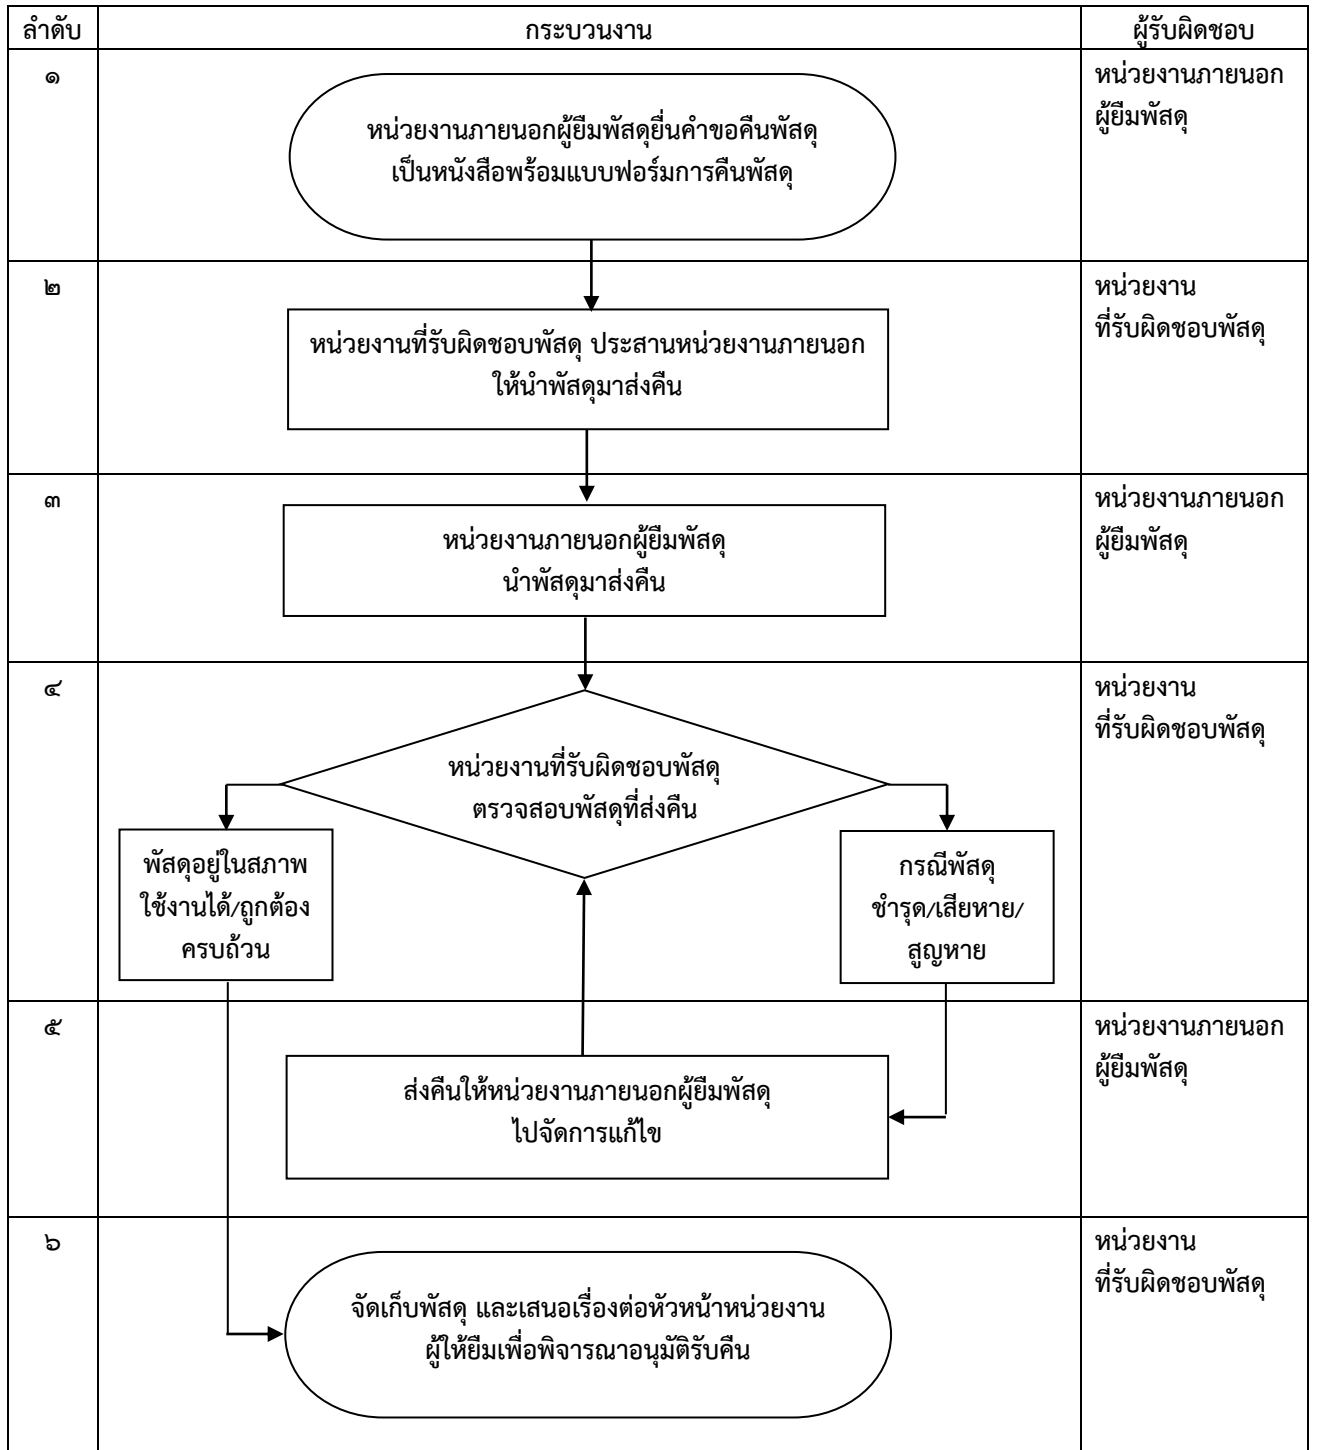 ลำดับ กระบวนงาน ผู้รับผิดชอบ
๑
หน่วยงานภายนอกผู้ยืมพัสดุยื่นคำขอคืนพัสดุ
เป็นหนังสือพร้อมแบบฟอร์มการคืนพัสดุ
หน่วยงานภายนอก
ผู้ยืมพัสดุ
๒
หน่วยงานที่รับผิดชอบพัสดุ ประสานหน่วยงานภายนอก
ให้นำพัสดุมาส่งคืน
หน่วยงาน
ที่รับผิดชอบพัสดุ
๓
หน่วยงานภายนอกผู้ยืมพัสดุ
นำพัสดุมาส่งคืน
หน่วยงานภายนอก
ผู้ยืมพัสดุ
๔
หน่วยงานที่รับผิดชอบพัสดุ
ตรวจสอบพัสดุที่ส่งคืน
พัสดุอยู่ในสภาพ
ใช้งานได้/ถูกต้อง
ครบถ้วน
กรณีพัสดุ
ชำรุด/เสียหาย/
สูญหาย
หน่วยงาน
ที่รับผิดชอบพัสดุ
๕
ส่งคืนให้หน่วยงานภายนอกผู้ยืมพัสดุ
ไปจัดการแก้ไข
หน่วยงานภายนอก
ผู้ยืมพัสดุ
๖
จัดเก็บพัสดุ และเสนอเรื่องต่อหัวหน้าหน่วยงาน
ผู้ให้ยืมเพื่อพิจารณาอนุมัติรับคืน
หน่วยงาน
ที่รับผิดชอบพัสดุ